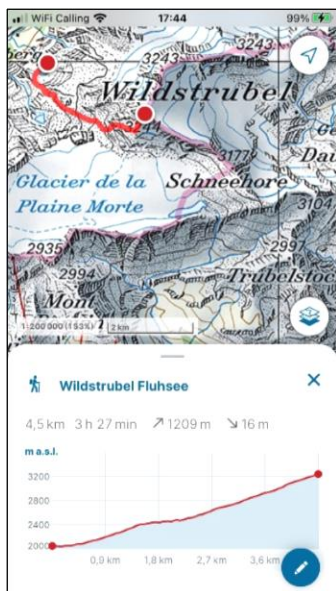 WiFi Calling 17:44 99%
3243 3243
Wildstrubel
3177
Glacier de la Schneehore
Plaine Morte 3104
2935 2997
2994 Trubelstoc
Mont
1:200 000 (153%) 2 km
Wildstrubel Fluhsee
4,5 km 3 h 27 min 1209 m 16 m
m a.s.l.
3200
2800
2400
2000
0,9 km 1,8 km 2,7 km 3,6 km